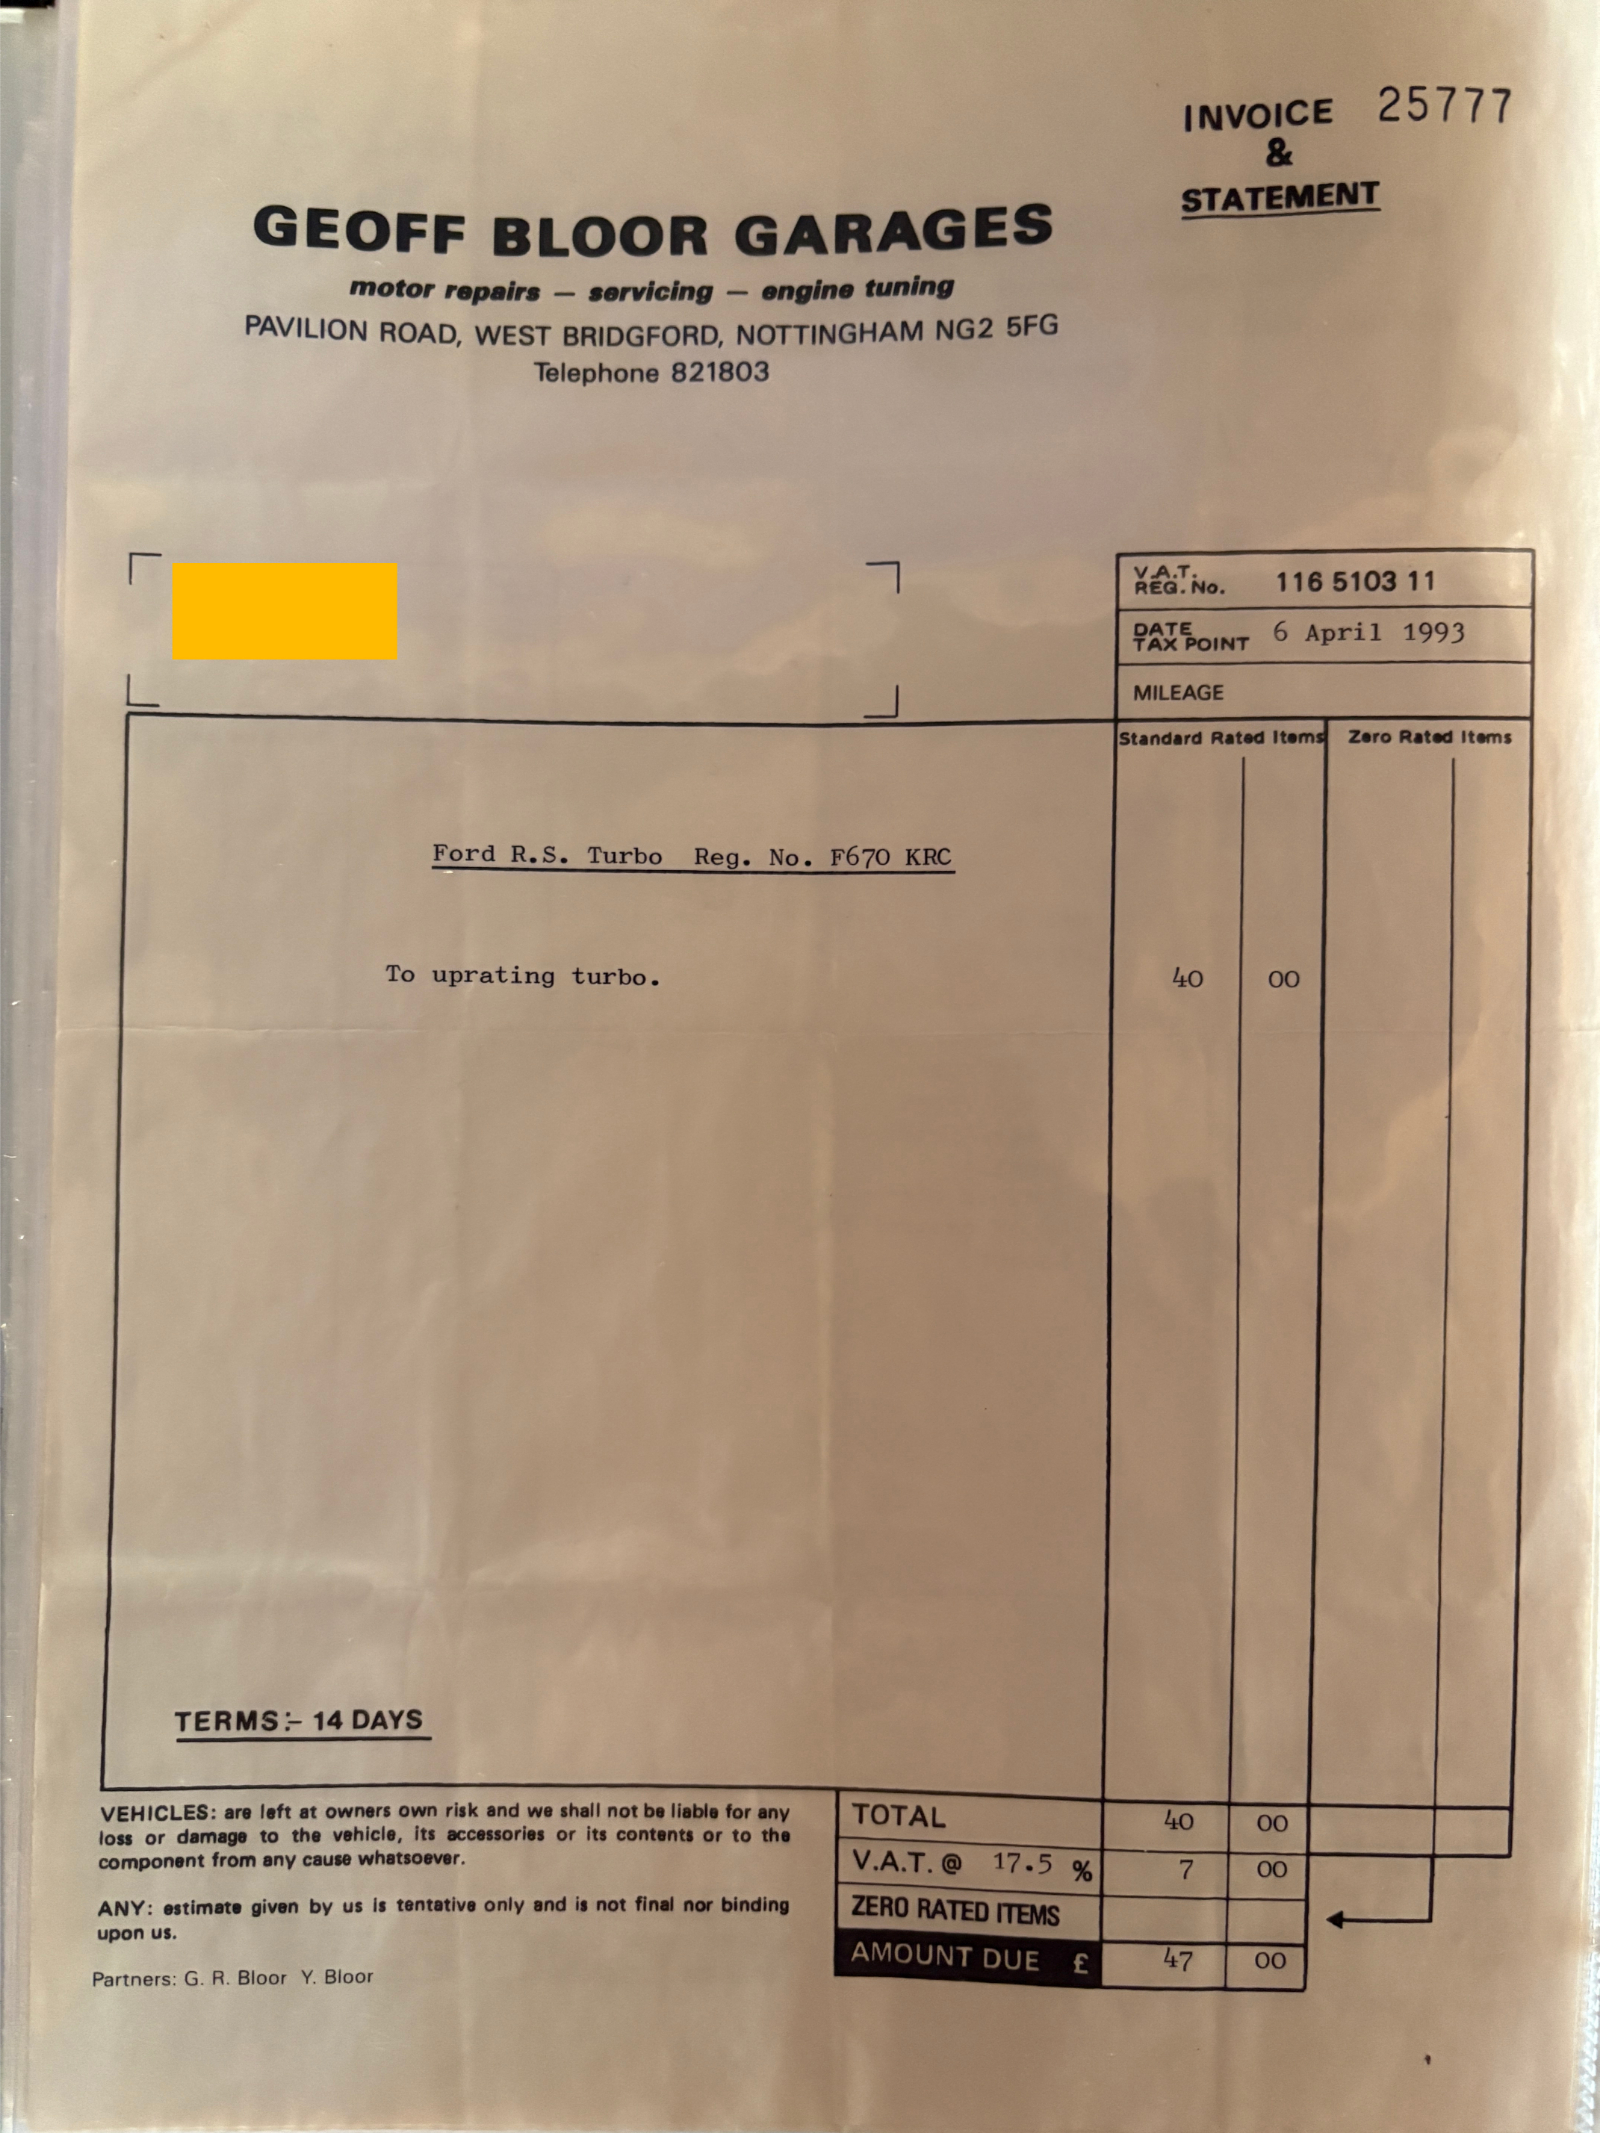 INVOICE 25777
&
STATEMENT
GEOFF BLOOR GARAGES
motor repairs — servicing — engine tuning
PAVILION ROAD, WEST BRIDGFORD, NOTTINGHAM NG2 5FG
Telephone 821803
V.A.T. REG. No. 116 5103 11
DATE TAX POINT 6 April 1993
MILEAGE
Standard Rated Items Zero Rated Items
Ford R.S. Turbo Reg. No. F670 KRC
To uprating turbo. 40 00
TERMS:- 14 DAYS
VEHICLES: are left at owners own risk and we shall not be liable for any
loss or damage to the vehicle, its accessories or its contents or to the
component from any cause whatsoever.
ANY: estimate given by us is tentative only and is not final nor binding
upon us.
Partners: G. R. Bloor Y. Bloor
TOTAL 40 00
V.A.T. @ 17.5 % 7 00
ZERO RATED ITEMS
AMOUNT DUE £ 47 00